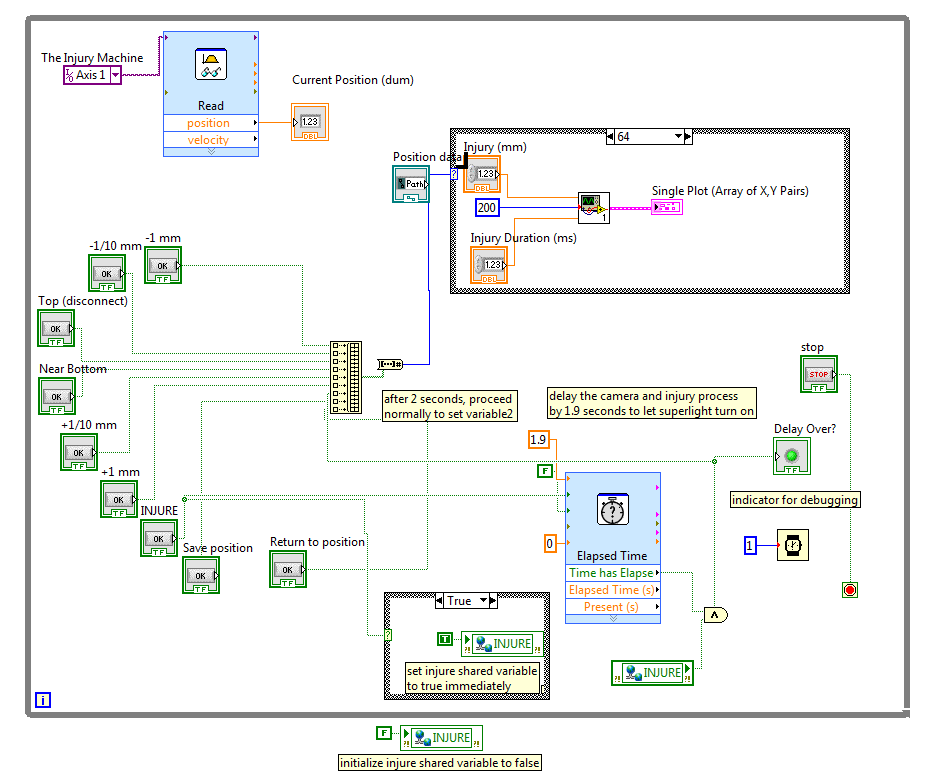 The Injury Machine
Axis 1
Read
position
velocity
Current Position (dum)
1.23
DBL
64
Position data
Path
?
Injury (mm)
1.23
DBL
200
1
Single Plot (Array of X,Y Pairs)
Injury Duration (ms)
1.23
DBL
-1/10 mm
OK
TF
-1 mm
OK
TF
Top (disconnect)
OK
TF
Near Bottom
OK
TF
+1/10 mm
OK
TF
+1 mm
OK
TF
INJURE
OK
TF
Save position
OK
TF
Return to position
OK
TF
[...]#
after 2 seconds, proceed
normally to set variable2
delay the camera and injury process
by 1.9 seconds to let superlight turn on
stop
STOP
TF
Delay Over?
TF
indicator for debugging
1
1.9
F
0
?
Elapsed Time
Time has Elapse
Elapsed Time (s)
Present (s)
∧
True
?
T
?!
INJURE
?!
set injure shared variable
to true immediately
?!
INJURE
?!
i
F
?!
INJURE
?!
initialize injure shared variable to false